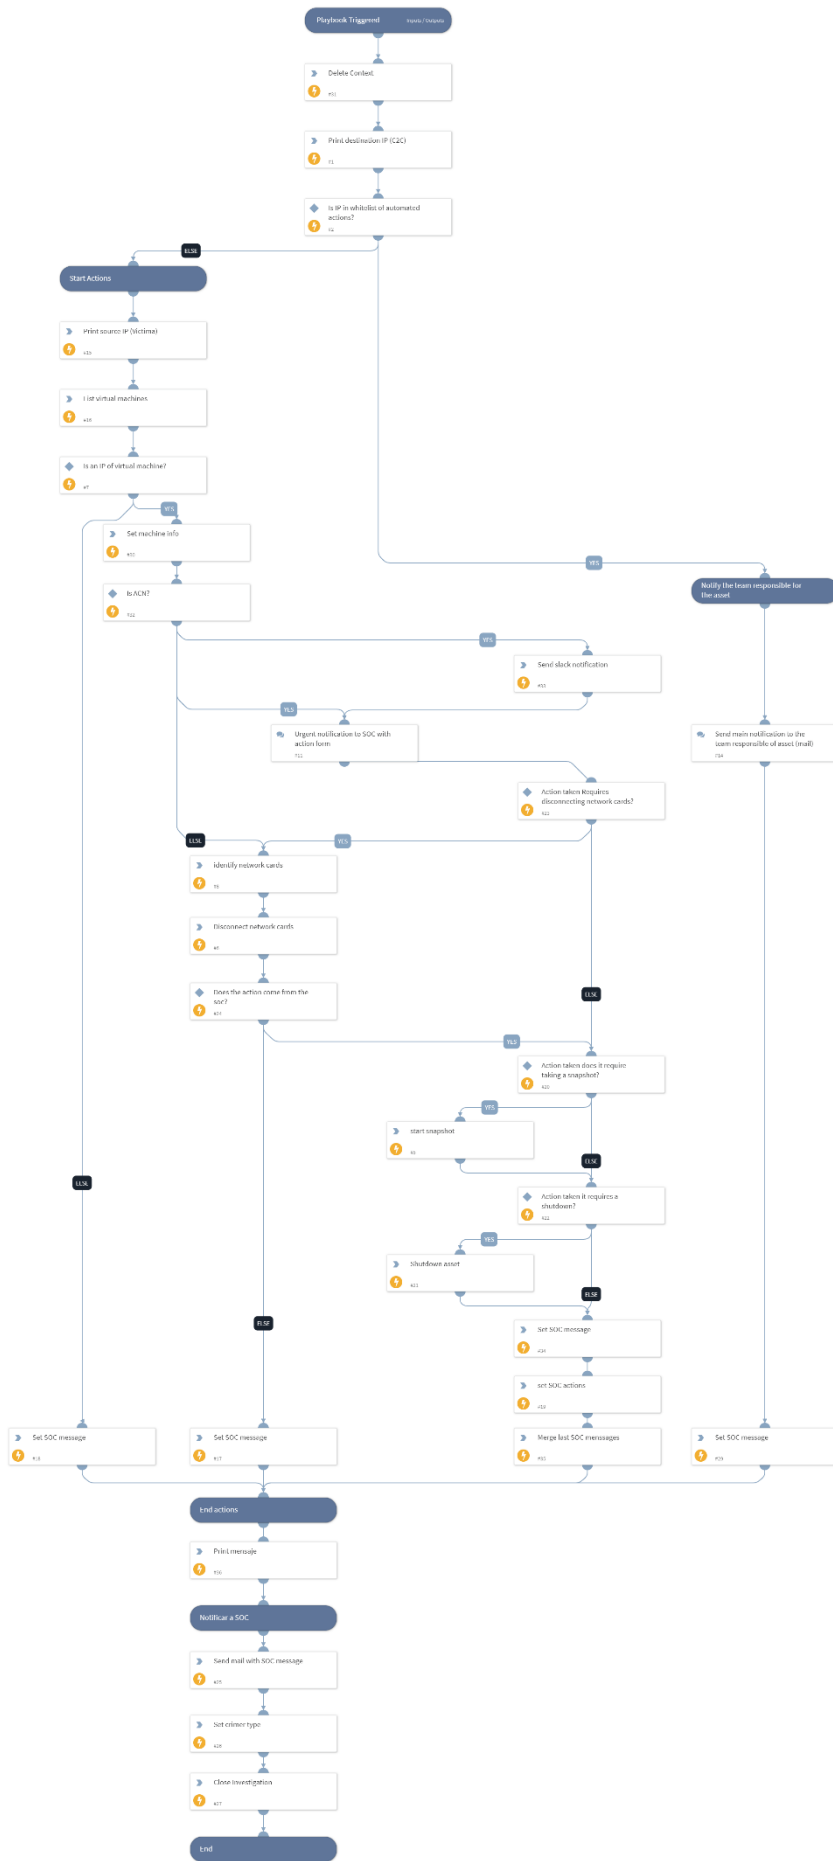 Playbook Triggered
Inputs / Outputs
Delete Context
Print destination IP (C2C)
#1
Is IP in whitelist of automated
actions?
ELSE
Start Actions
Print source IP (Victima)
List virtual machines
Is an IP of virtual machine?
#7
YES
Set machine info
YES
Notify the team responsible for
the asset
Is ACN?
YES
Send slack notification
YES
Urgent notification to SOC with
action form
Send main notification to the
team responsible of asset (mail)
Action taken Requires
disconnecting network cards?
ELSE
YES
identify network cards
Disconnect network cards
Does the action come from the
soc?
ELSE
YES
Action taken does it require
taking a snapshot?
YES
start snapshot
ELSE
ELSE
Action taken it requires a
shutdown?
YES
Shutdown asset
ELSE
ELSE
Set SOC message
set SOC actions
Set SOC message
Set SOC message
#17
Merge last SOC menssages
Set SOC message
End actions
Print mensaje
Notificar a SOC
Send mail with SOC message
Set crimer type
Close Investigation
#27
End